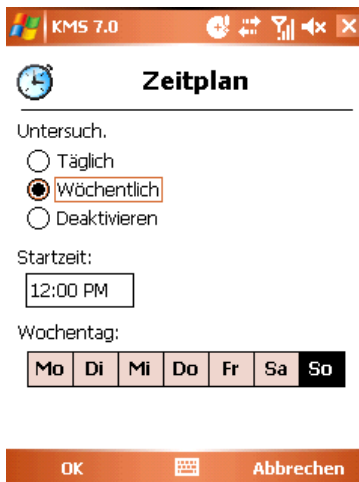 KMS 7.0
Zeitplan
Untersuch.
Täglich
Wöchentlich
Deaktivieren
Startzeit:
12:00 PM
Wochentag:
Mo Di Mi Do Fr Sa So
OK Abbrechen